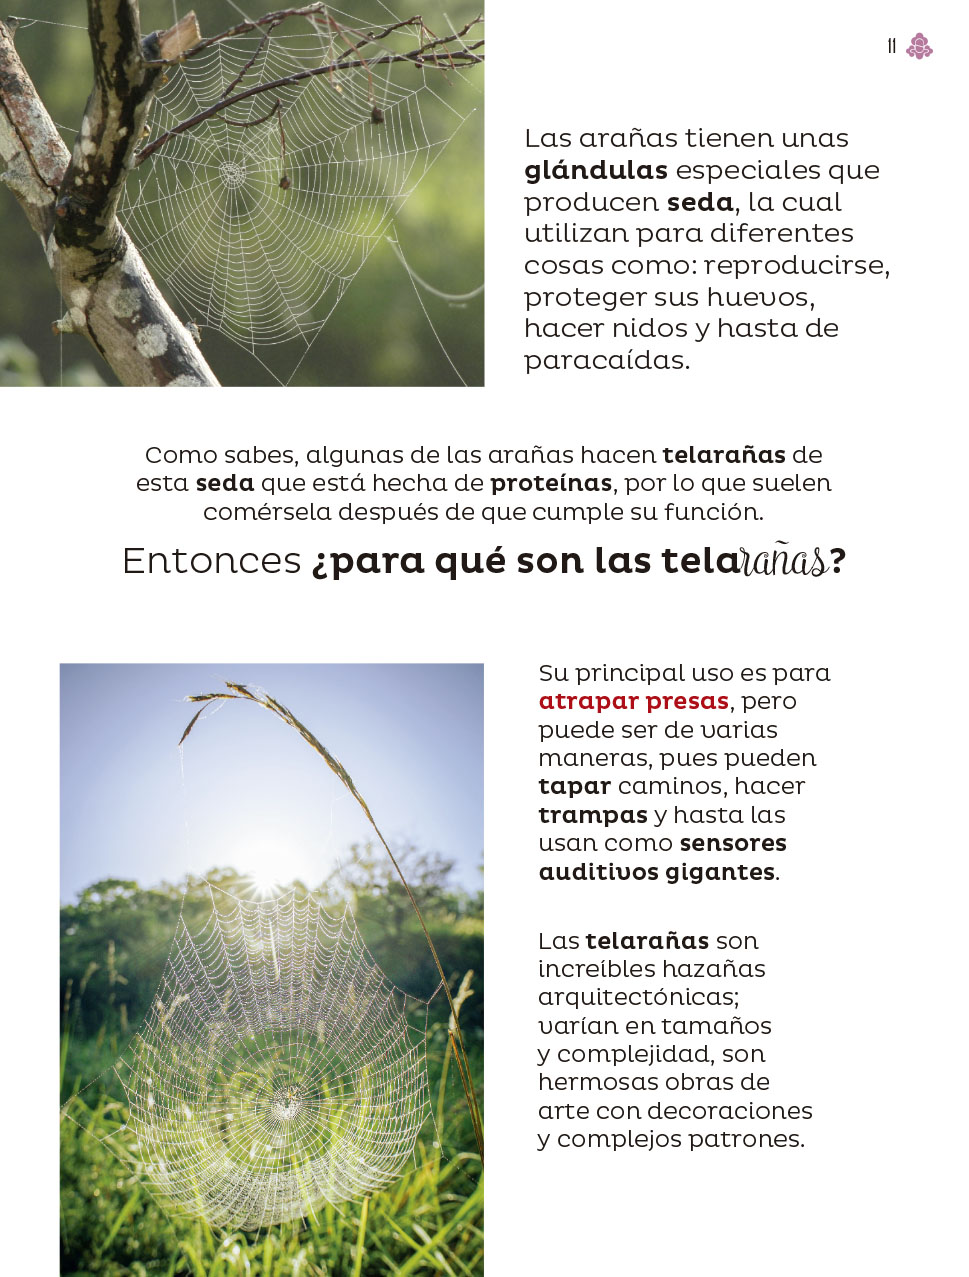 11
Las arañas tienen unas
glándulas especiales que
producen seda, la cual
utilizan para diferentes
cosas como: reproducirse,
proteger sus huevos,
hacer nidos y hasta de
paracaídas.
Como sabes, algunas de las arañas hacen telarañas de
esta seda que está hecha de proteínas, por lo que suelen
comérsela después de que cumple su función.
Entonces ¿para qué son las telarañas?
Su principal uso es para
atrapar presas, pero
puede ser de varias
maneras, pues pueden
tapar caminos, hacer
trampas y hasta las
usan como sensores
auditivos gigantes.
Las telarañas son
increíbles hazañas
arquitectónicas;
varían en tamaños
y complejidad, son
hermosas obras de
arte con decoraciones
y complejos patrones.